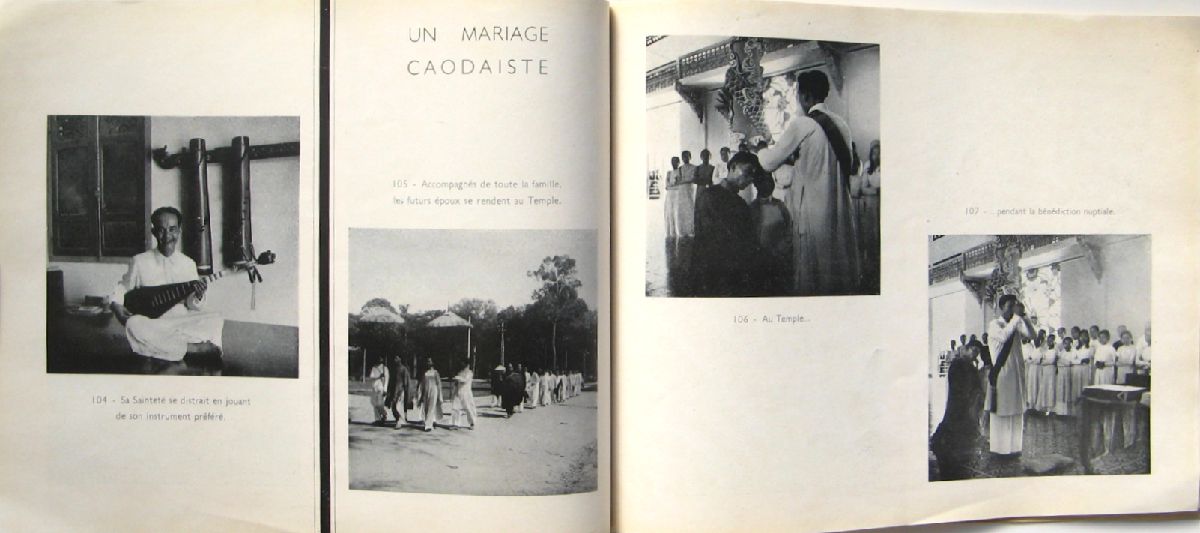 UN MARIAGE
CAODAISTE
104 - Sa Sainteté se distrait en jouant
de son instrument préféré.
105 - Accompagnés de toute la famille,
les futurs époux se rendent au Temple.
106 - Au Temple...
107 - ...pendant la bénédiction nuptiale.